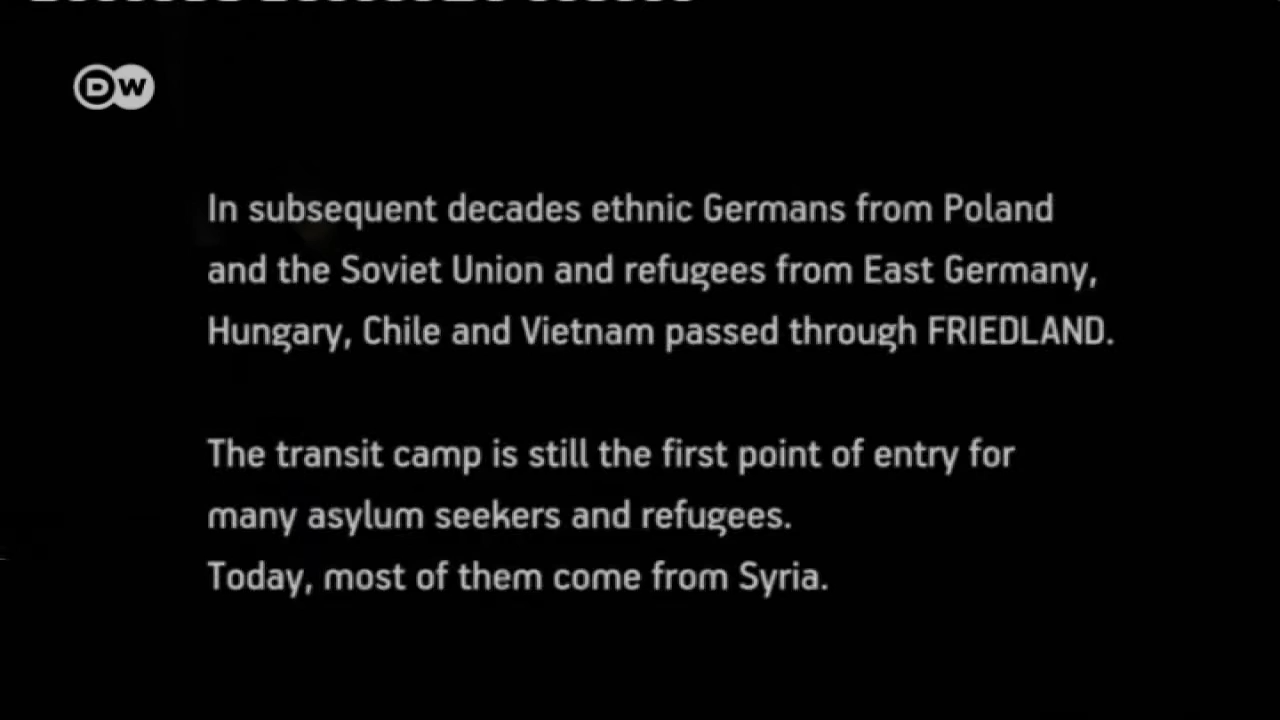 DW
In subsequent decades ethnic Germans from Poland
and the Soviet Union and refugees from East Germany,
Hungary, Chile and Vietnam passed through FRIEDLAND.
The transit camp is still the first point of entry for
many asylum seekers and refugees.
Today, most of them come from Syria.